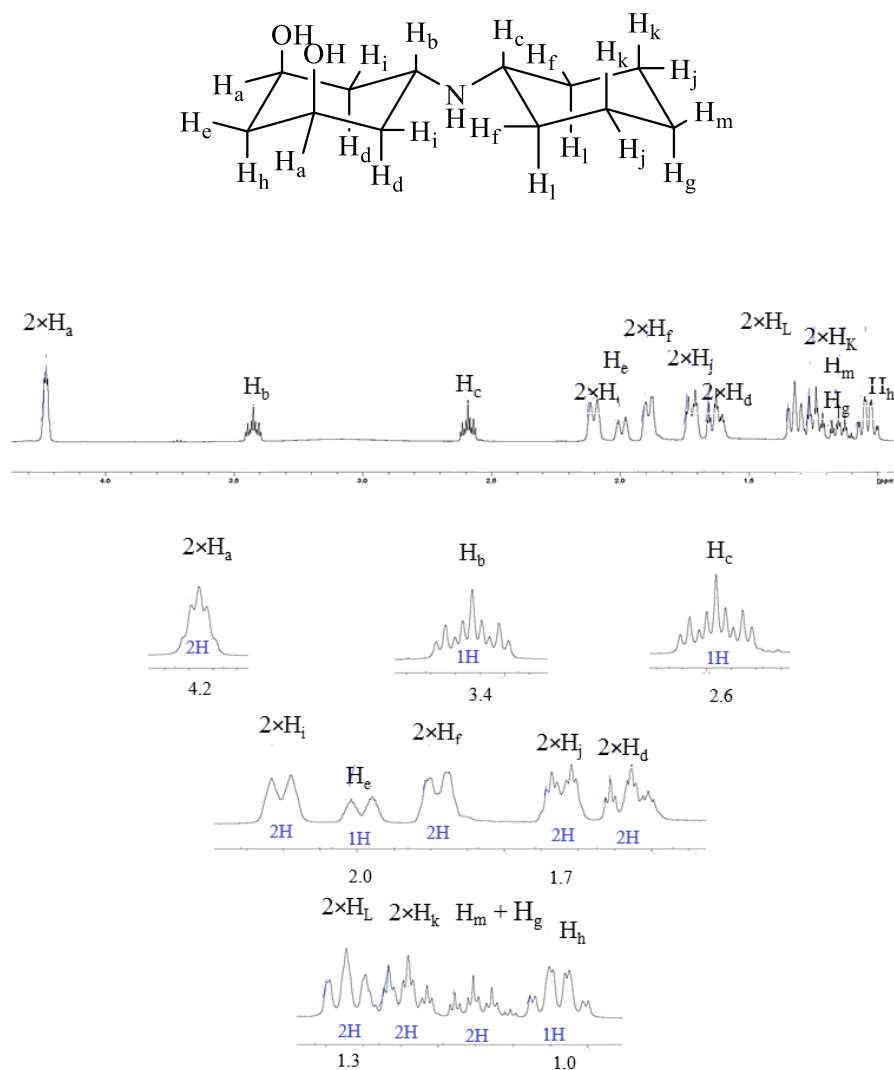 OH
OH
Hb
Hc
Hk
Hi
Hf
Hk
Ha
Hj
N
H
He
Hi
Hf
Hm
Hh
Ha
Hd
Hd
Hl
Hj
Hl
Hg
2×Ha
2×HL
2×Hf
2×HK
He
2×Hj
Hm
Hb
Hc
2×Hi
2×Hd
Hg
Hh
4.0 3.5 3.0 2.5 2.0 1.5 [ppm
2×Ha
Hb
Hc
2H
1H
1H
4.2
3.4
2.6
2×Hi
He
2×Hf
2×Hj
2×Hd
2H
1H
2H
2H
2H
2.0
1.7
2×HL
2×Hk
Hm + Hg
Hh
2H
2H
2H
1H
1.3
1.0